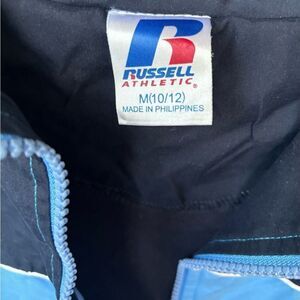 RUSSELL
ATHLETIC
M(10/12)
MADE IN PHILIPPINES